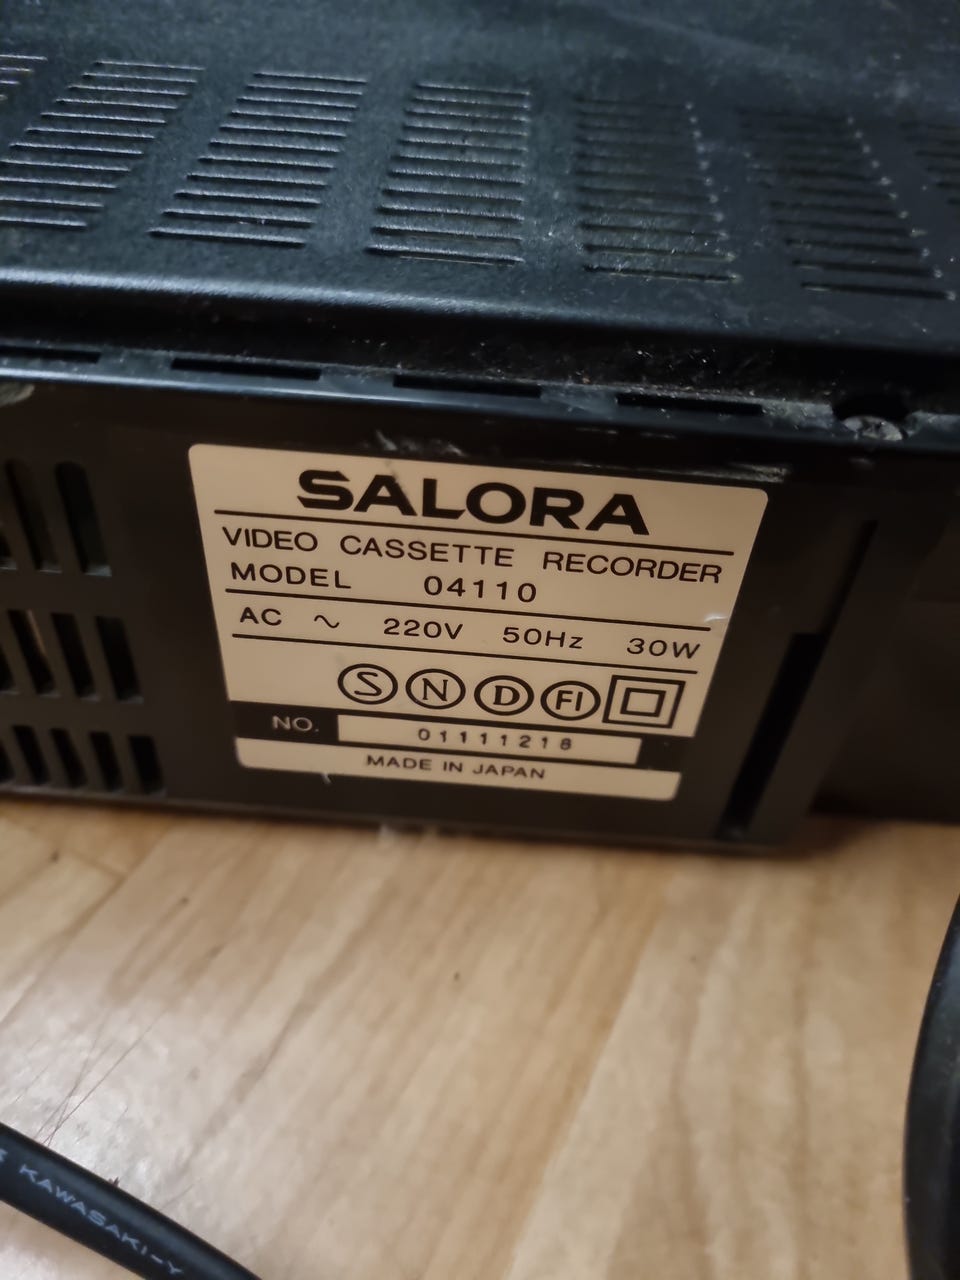 SALORA
VIDEO CASSETTE RECORDER
MODEL 04110
AC ~ 220V 50Hz 30W
S N D FI
NO. 01111218
MADE IN JAPAN
KAWASAKI-Y